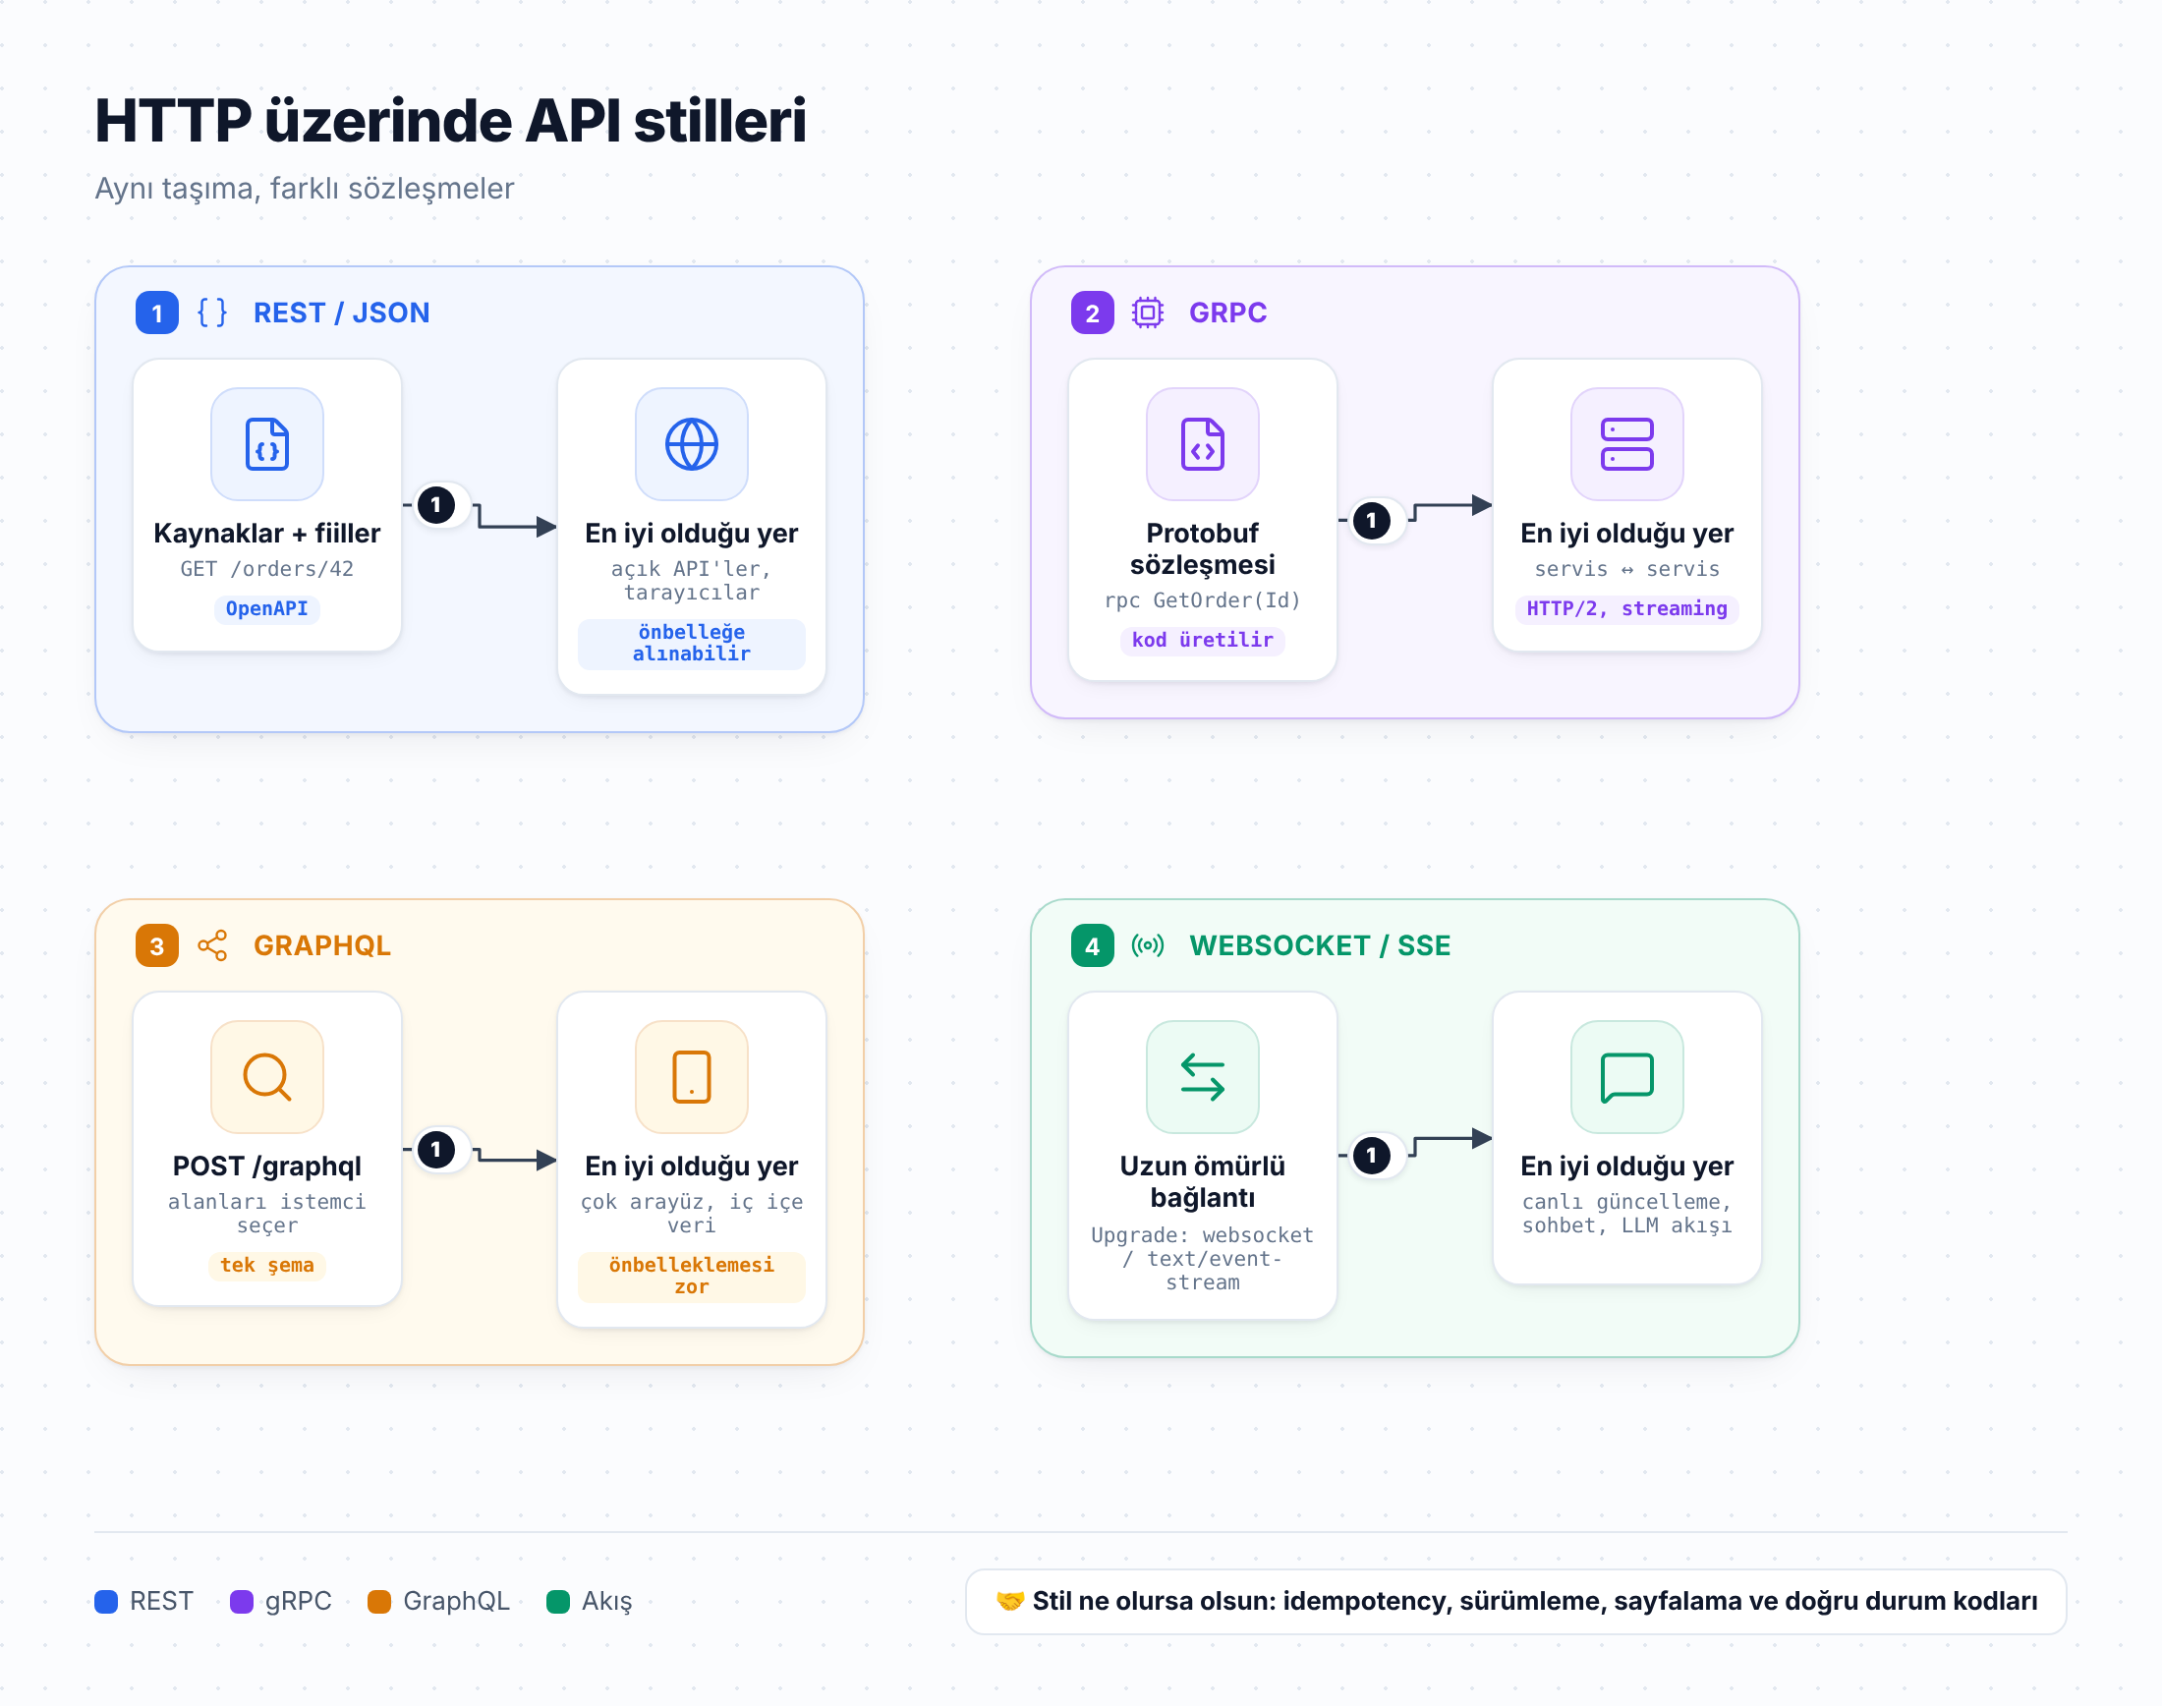 HTTP üzerinde API stilleri
Aynı taşıma, farklı sözleşmeler
1 {} REST / JSON
Kaynaklar + fiiller
GET /orders/42
OpenAPI
1
En iyi olduğu yer
açık API'ler,
tarayıcılar
önbelleğe
alınabilir
2 GRPC
Protobuf
sözleşmesi
rpc GetOrder(Id)
kod üretilir
1
En iyi olduğu yer
servis ↔ servis
HTTP/2, streaming
3 GRAPHQL
POST /graphql
alanları istemci
seçer
tek şema
1
En iyi olduğu yer
çok arayüz, iç içe
veri
önbelleklemesi
zor
4 WEBSOCKET / SSE
Uzun ömürlü
bağlantı
Upgrade: websocket
/ text/event-
stream
1
En iyi olduğu yer
canlı güncelleme,
sohbet, LLM akışı
REST
gRPC
GraphQL
Akış
🤝 Stil ne olursa olsun: idempotency, sürümleme, sayfalama ve doğru durum kodları